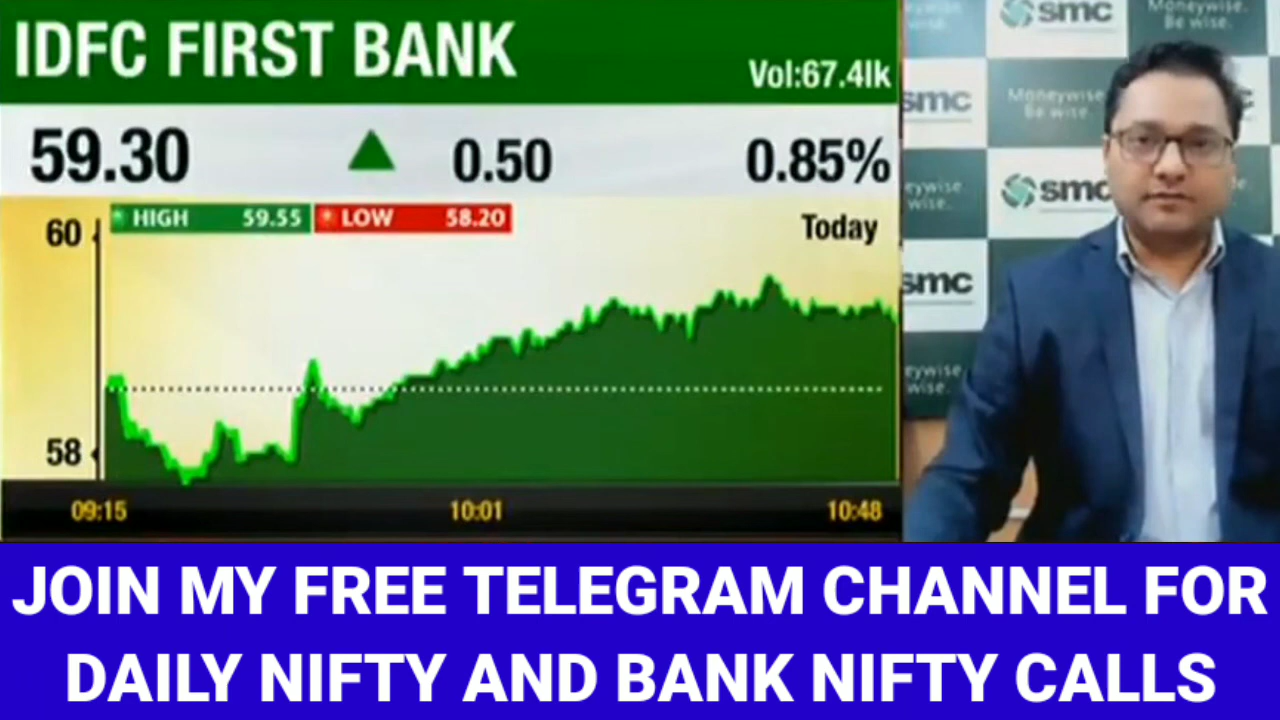 IDFC FIRST BANK
Vol:67.4lk
59.30 0.50 0.85%
HIGH 59.55 LOW 58.20
Today
60
58
09:15 10:01 10:48
smc
Moneywise.
Be wise.
smc
Moneywise
Be wise.
eywise.
wise.
smc
smc
eywise.
wise.
JOIN MY FREE TELEGRAM CHANNEL FOR
DAILY NIFTY AND BANK NIFTY CALLS